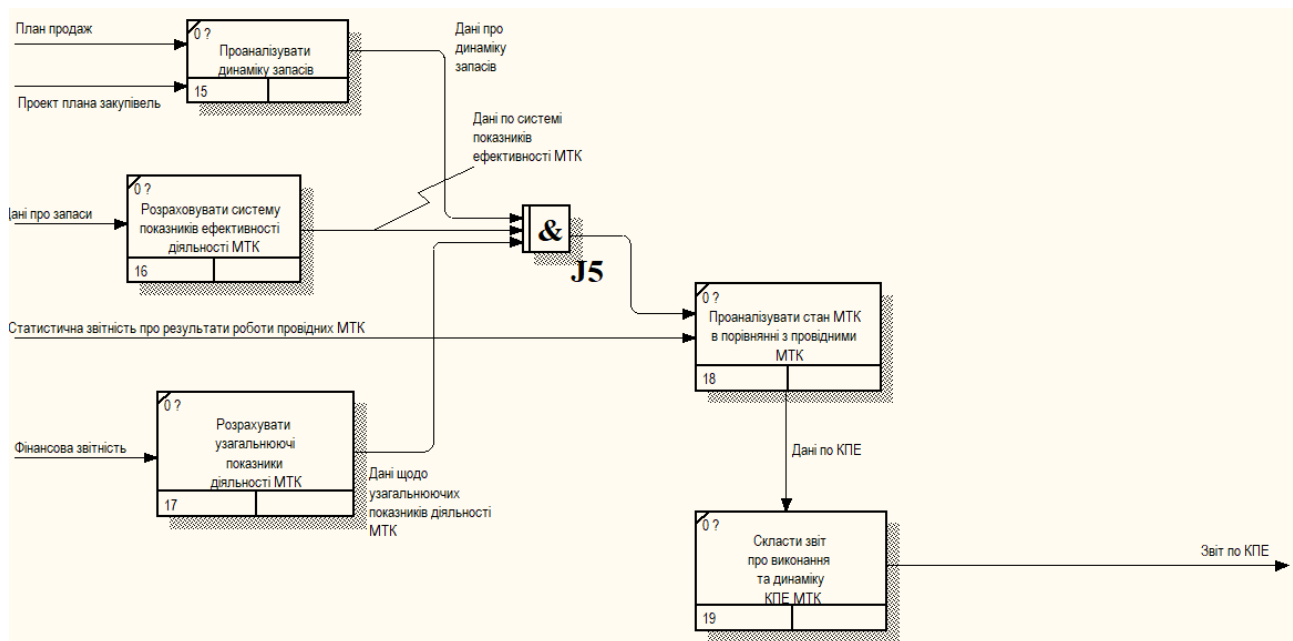 План продаж
0 ?
Проаналізувати
динаміку запасів
15
Проект плана закупівель
Дані про
динаміку
запасів
Дані по системі
показників
ефективності МТК
0 ?
Дані про запаси
Розраховувати систему
показників ефективності
діяльності МТК
16
&
J5
0 ?
Проаналізувати стан МТК
в порівнянні з провідними
МТК
18
Статистична звітність про результати роботи провідних МТК
0 ?
Розрахувати
узагальнюючі
показники
діяльності МТК
17
Фінансова звітність
Дані щодо
узагальнюючих
показників діяльності
МТК
Дані по КПЕ
0 ?
Скласти звіт
про виконання
та динаміку
КПЕ МТК
19
Звіт по КПЕ